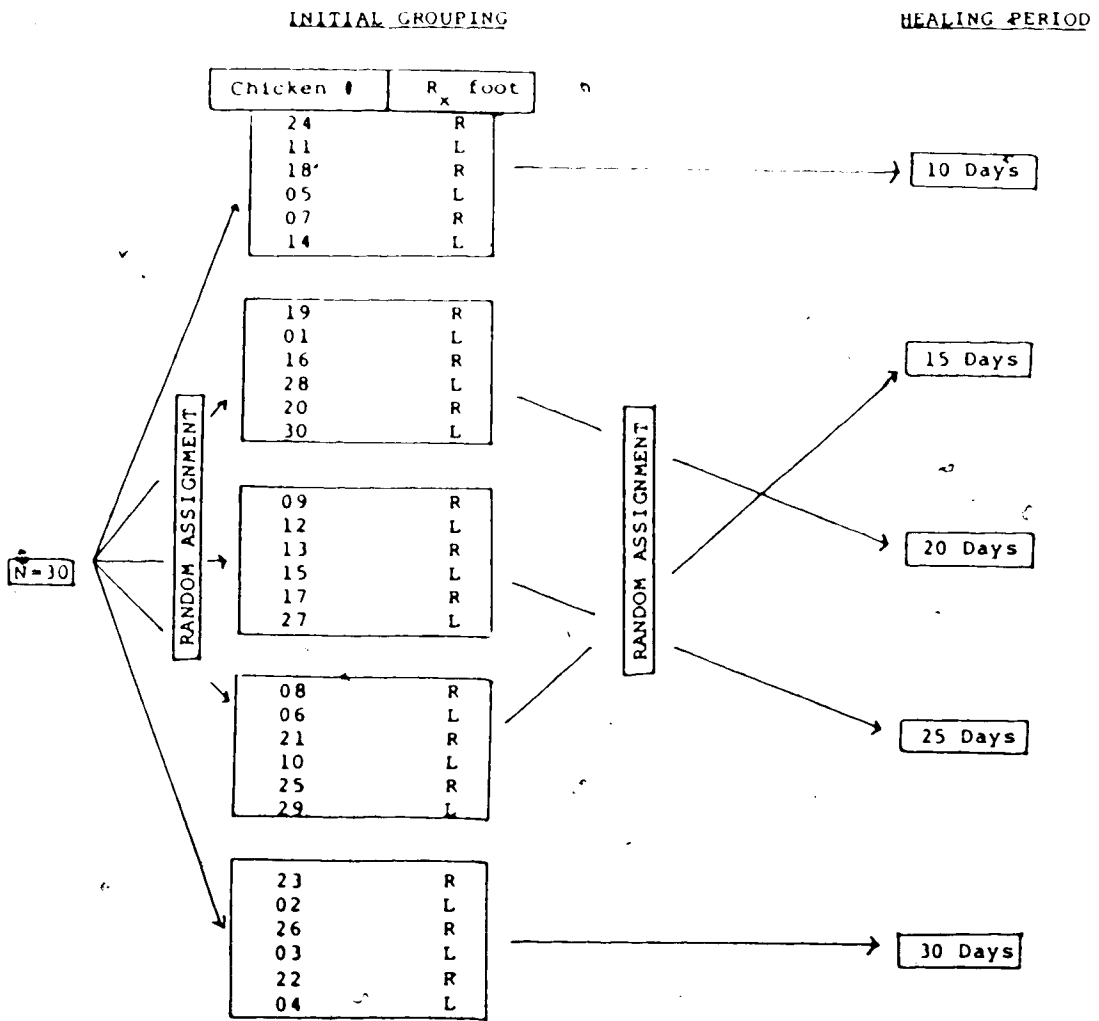 INITIAL GROUPING
HEALING PERIOD
Chicken # Rx foot
24 R
11 L
18 R
05 L
07 R
14 L
10 Days
19 R
01 L
16 R
28 L
20 R
30 L
15 Days
RANDOM ASSIGNMENT
RANDOM ASSIGNMENT
N=30
09 R
12 L
13 R
15 L
17 R
27 L
20 Days
08 R
06 L
21 R
10 L
25 R
29 L
25 Days
23 R
02 L
26 R
03 L
22 R
04 L
30 Days